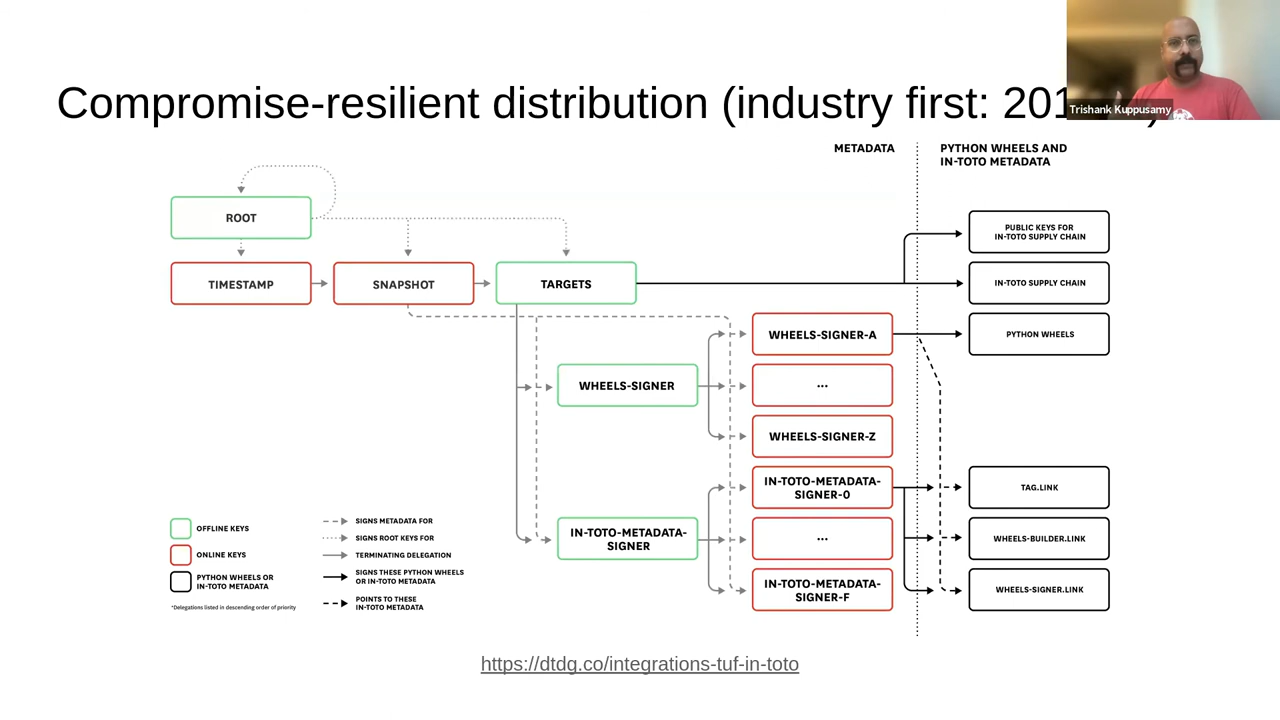 Compromise-resilient distribution (industry first: 201
Trishank Kuppusamy
METADATA
PYTHON WHEELS AND
IN-TOTO METADATA
ROOT
PUBLIC KEYS FOR
IN-TOTO SUPPLY CHAIN
TIMESTAMP
SNAPSHOT
TARGETS
IN-TOTO SUPPLY CHAIN
WHEELS-SIGNER-A
PYTHON WHEELS
WHEELS-SIGNER
...
WHEELS-SIGNER-Z
IN-TOTO-METADATA-
SIGNER-0
TAG.LINK
IN-TOTO-METADATA-
SIGNER
...
WHEELS-BUILDER.LINK
IN-TOTO-METADATA-
SIGNER-F
WHEELS-SIGNER.LINK
OFFLINE KEYS
ONLINE KEYS
PYTHON WHEELS OR
IN-TOTO METADATA
*Delegations listed in descending order of priority
SIGNS METADATA FOR
SIGNS ROOT KEYS FOR
TERMINATING DELEGATION
SIGNS THESE PYTHON WHEELS
OR IN-TOTO METADATA
POINTS TO THESE
IN-TOTO METADATA
https://dtdg.co/integrations-tuf-in-toto